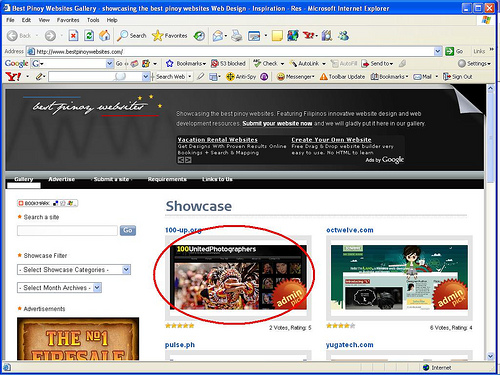 Best Pinoy Websites Gallery - showcasing the best pinoy websites Web Design - Inspiration - Res - Microsoft Internet Explorer
File Edit View Favorites Tools Help
Back Search Favorites
Address http://www.bestpinoywebsites.com/ Go Links
Google Go Bookmarks 53 blocked Check AutoLink AutoFill Send to Settings
Y! Search Web Anti-Spy Messenger Toolbar Update Bookmarks Mail Sign Out
best pinoy websites
Showcasing the best pinoy websites. Featuring Filipinos innovative website design and web
development resources. Submit your website now and we will gladly put it here in our gallery.
Vacation Rental Websites
Get Designs With Proven Results Online
Bookings + Search & Mapping
Create Your Own Website
Free Drag & Drop website builder very
easy to use. No HTML to learn
Ads by Google
Gallery Advertise Submit a site Requirements Links to Us
BOOKMARK
Search a site
Go
Showcase Filter
- Select Showcase Categories -
- Select Month Archives -
Advertisements
THE Nº1
FIRESALE
Showcase
100-up.org
100UnitedPhotographers
admin
pick
2 Votes, Rating: 5
octwelve.com
admin
pick
6 Votes, Rating: 4
pulse.ph
yugatech.com
Internet